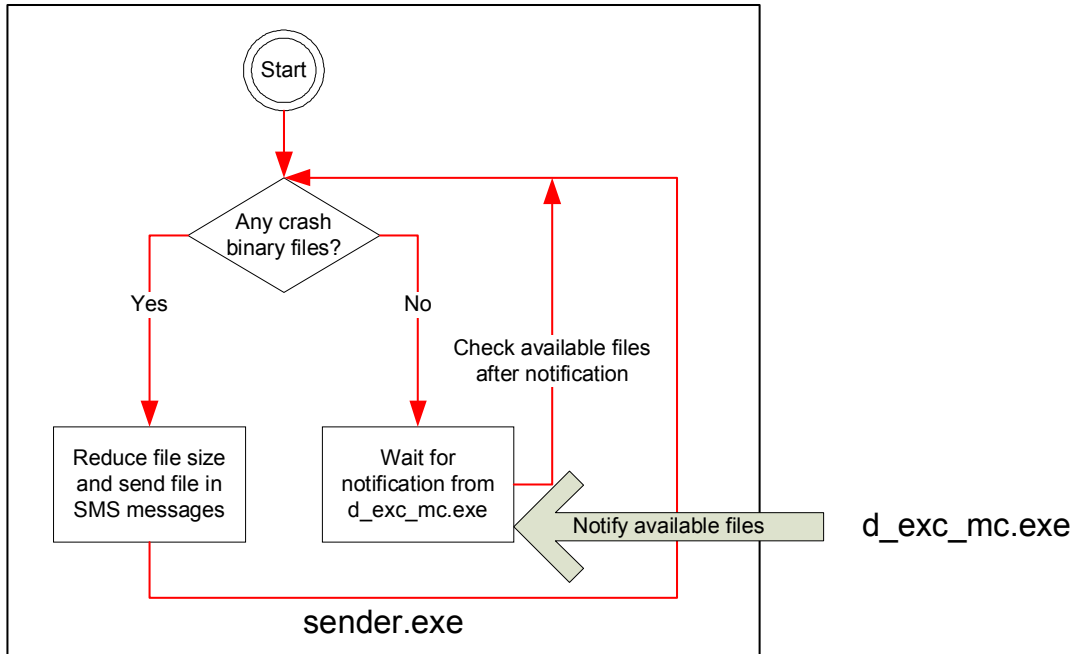 Start
Any crash
binary files?
Yes
No
Check available files
after notification
Reduce file size
and send file in
SMS messages
Wait for
notification from
d_exc_mc.exe
Notify available files
d_exc_mc.exe
sender.exe